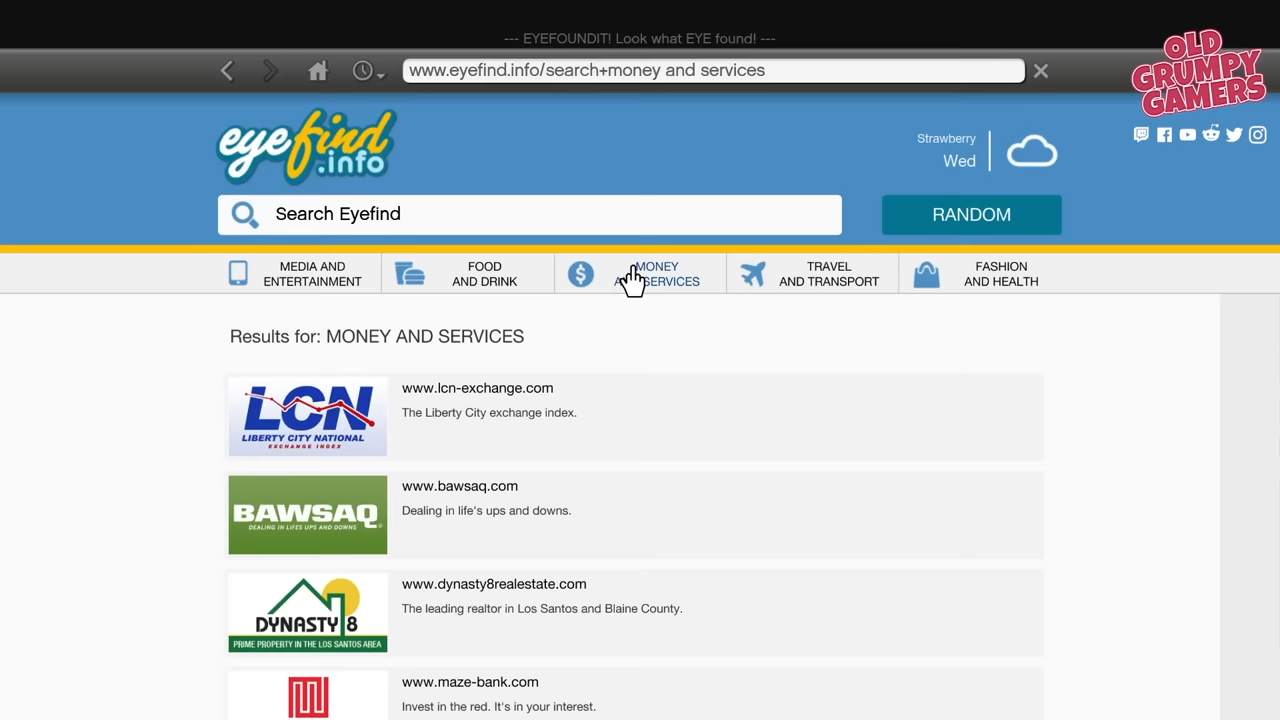 --- EYEFOUNDIT! Look what EYE found! ---
www.eyefind.info/search+money and services
OLD
GRUMPY
GAMERS
eyefind
.info
Strawberry
Wed
Search Eyefind
RANDOM
MEDIA AND
ENTERTAINMENT
FOOD
AND DRINK
MONEY
SERVICES
TRAVEL
AND TRANSPORT
FASHION
AND HEALTH
Results for: MONEY AND SERVICES
LCN
LIBERTY CITY NATIONAL
EXCHANGE INDEX
www.lcn-exchange.com
The Liberty City exchange index.
BAWSAQ
DEALING IN LIFES UPS AND DOWNS
www.bawsaq.com
Dealing in life's ups and downs.
DYNASTY 8
PRIME PROPERTY IN THE LOS SANTOS AREA
www.dynasty8realestate.com
The leading realtor in Los Santos and Blaine County.
www.maze-bank.com
Invest in the red. It's in your interest.